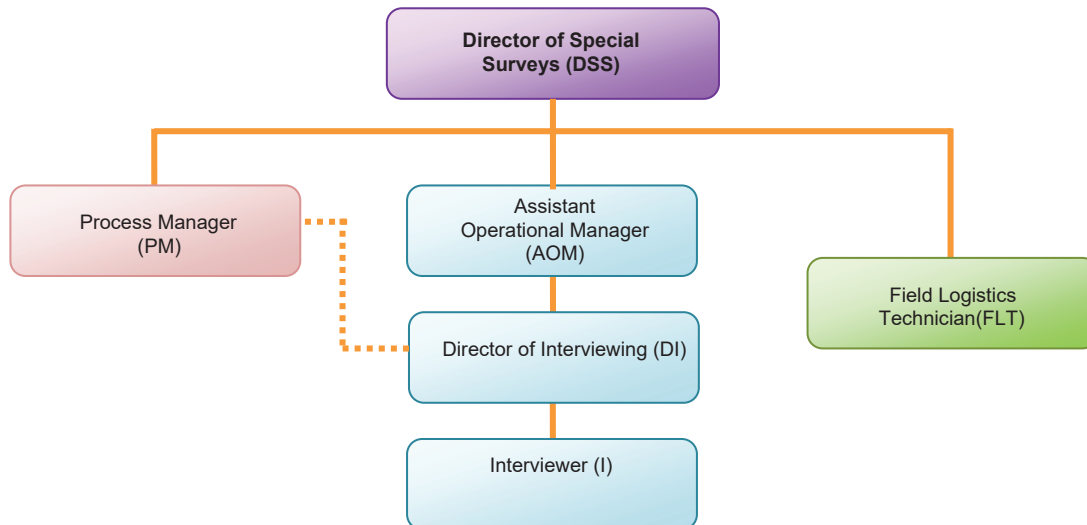 Director of Special
Surveys (DSS)
Process Manager
(PM)
Assistant
Operational Manager
(AOM)
Field Logistics
Technician(FLT)
Director of Interviewing (DI)
Interviewer (I)